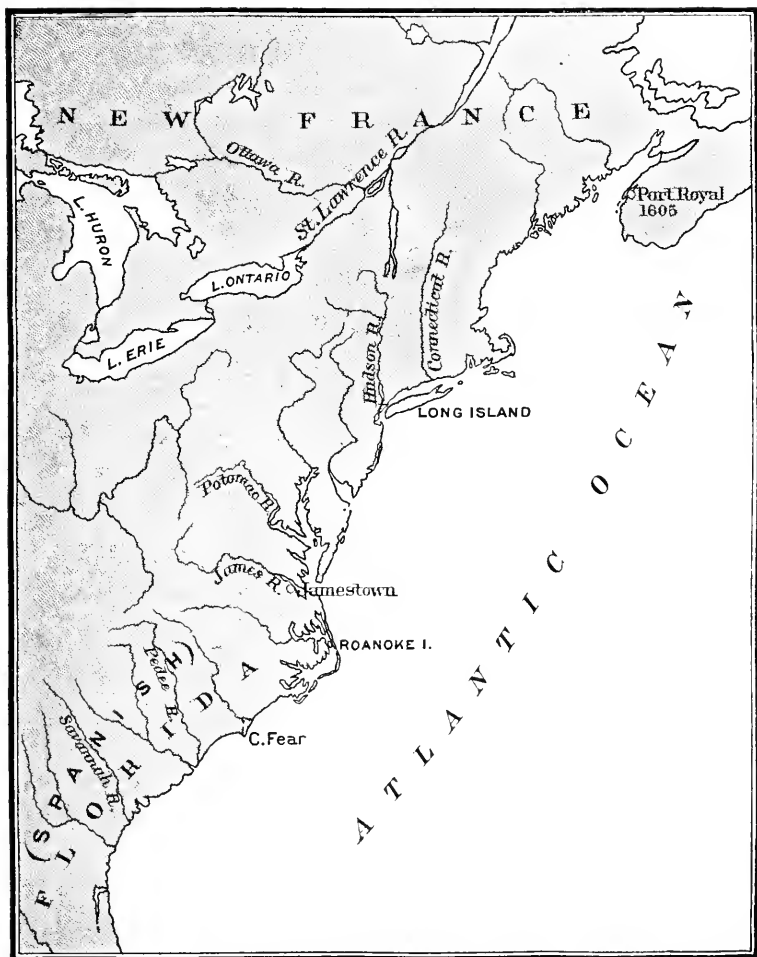 NEW FRANCE
Ottawa R.
St. Lawrence R.
Port Royal
1605
L. HURON
L. ONTARIO
L. ERIE
Hudson R.
Connecticut R.
LONG ISLAND
ATLANTIC OCEAN
Potomac R.
James R.
Jamestown
ROANOKE I.
Pedee R.
C. Fear
Savannah R.
(SPANISH)
FLORIDA